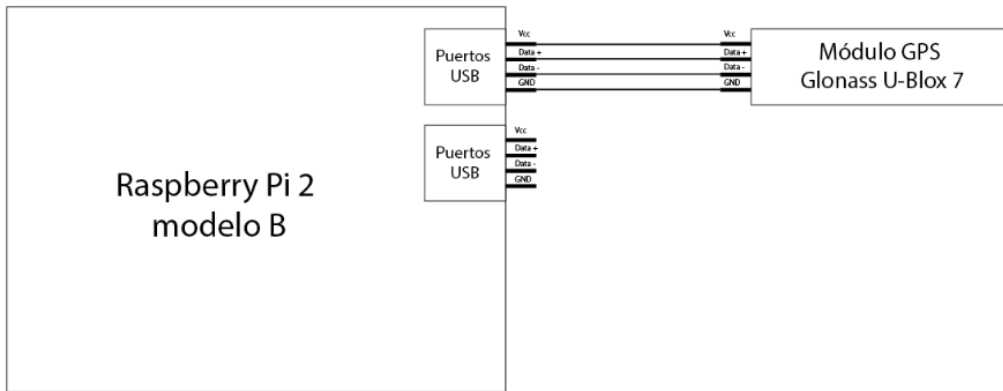 Raspberry Pi 2
modelo B
Puertos
USB
Vcc
Data +
Data -
GND
Vcc
Data +
Data -
GND
Módulo GPS
Glonass U-Blox 7
Puertos
USB
Vcc
Data +
Data -
GND